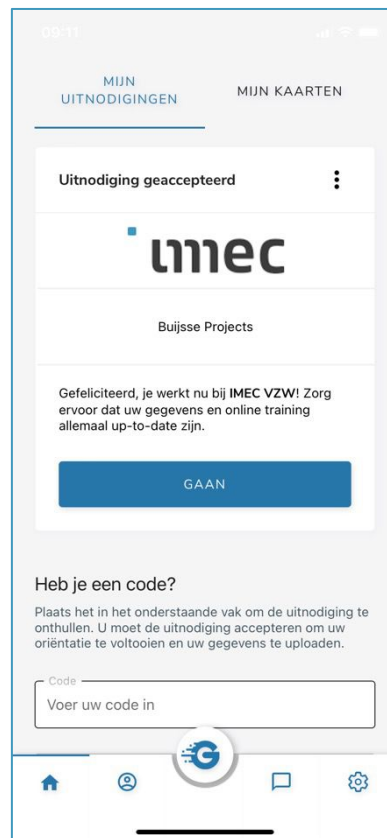 09:11
MIJN
UITNODIGINGEN
MIJN KAARTEN
Uitnodiging geaccepteerd
imec
Buijsse Projects
Gefeliciteerd, je werkt nu bij IMEC VZW! Zorg
ervoor dat uw gegevens en online training
allemaal up-to-date zijn.
GAAN
Heb je een code?
Plaats het in het onderstaande vak om de uitnodiging te
onthullen. U moet de uitnodiging accepteren om uw
oriëntatie te voltooien en uw gegevens te uploaden.
Code
Voer uw code in
G